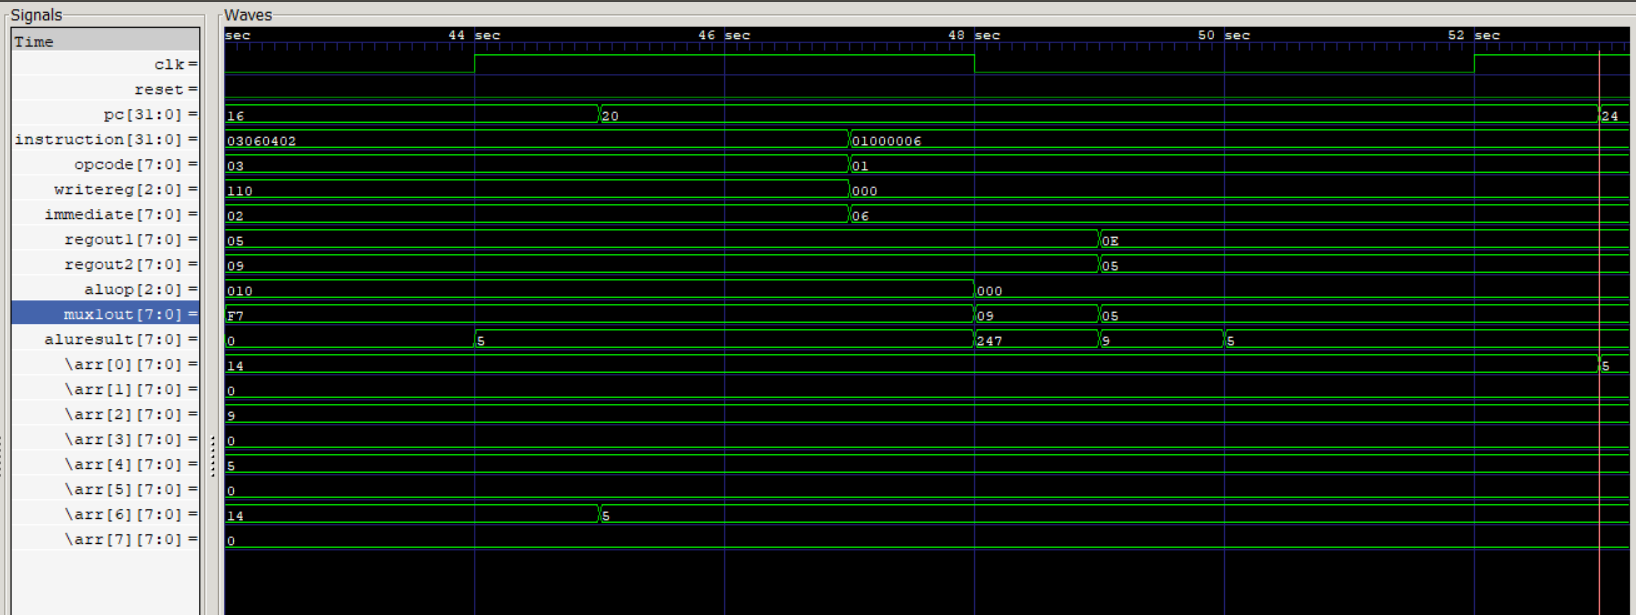 Signals Waves
Time sec 44 sec 46 sec 48 sec 50 sec 52 sec
clk =
reset =
pc[31:0] = 16 20 24
instruction[31:0] = 03060402 01000006
opcode[7:0] = 03 01
writereg[2:0] = 110 000
immediate[7:0] = 02 06
regout1[7:0] = 05 0E
regout2[7:0] = 09 05
aluop[2:0] = 010 000
mux1out[7:0] = F7 09 05
aluresult[7:0] = 0 5 247 9 5
\arr[0][7:0] = 14 5
\arr[1][7:0] = 0
\arr[2][7:0] = 9
\arr[3][7:0] = 0
\arr[4][7:0] = 5
\arr[5][7:0] = 0
\arr[6][7:0] = 14 5
\arr[7][7:0] = 0